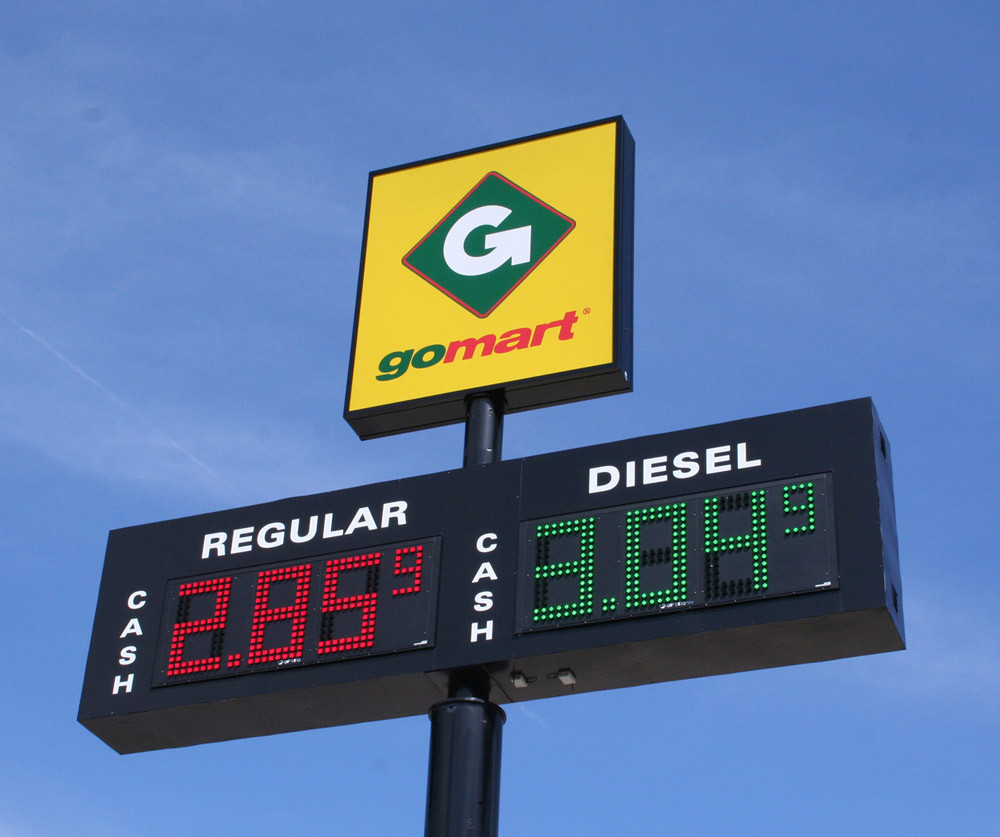 G
gomart®
REGULAR
CASH
2.85 9
DIESEL
CASH
3.04 9